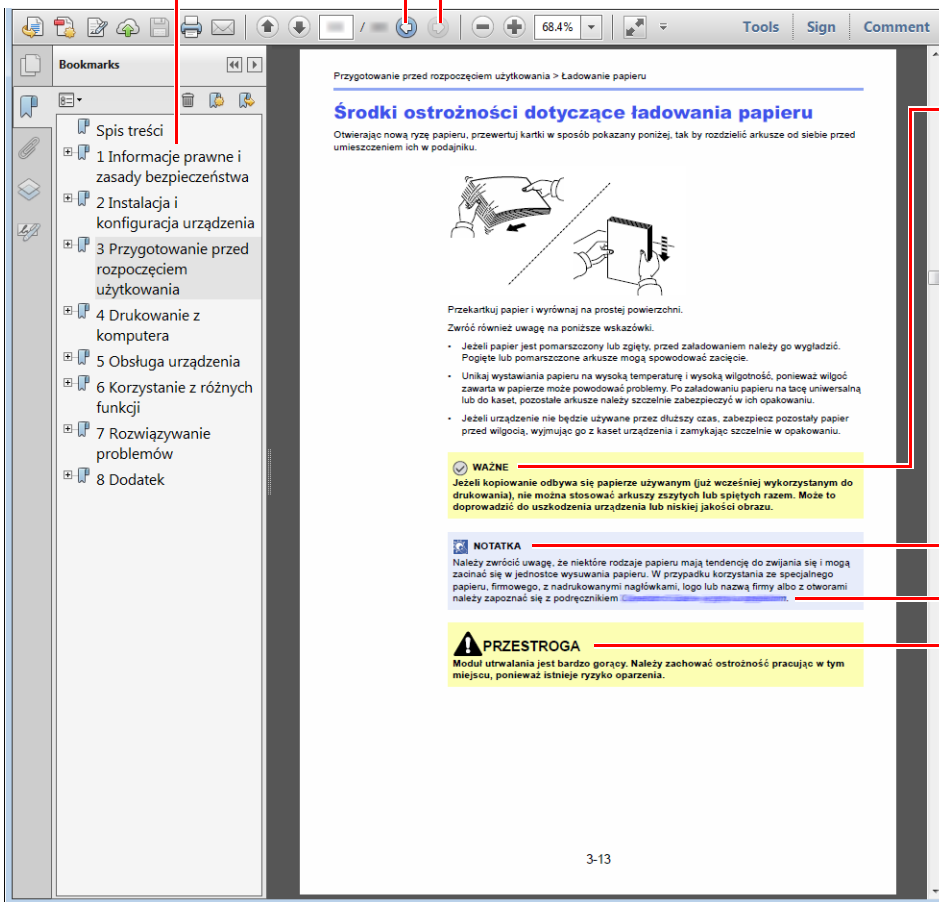 /
68.4%
Tools
Sign
Comment
Bookmarks
Spis treści
1 Informacje prawne i
zasady bezpieczeństwa
2 Instalacja i
konfiguracja urządzenia
3 Przygotowanie przed
rozpoczęciem
użytkowania
4 Drukowanie z
komputera
5 Obsługa urządzenia
6 Korzystanie z różnych
funkcji
7 Rozwiązywanie
problemów
8 Dodatek
Przygotowanie przed rozpoczęciem użytkowania > Ładowanie papieru
Środki ostrożności dotyczące ładowania papieru
Otwierając nową ryzę papieru, przewertuj kartki w sposób pokazany poniżej, tak by rozdzielić arkusze od siebie przed
umieszczeniem ich w podajniku.
Przekartkuj papier i wyrównaj na prostej powierzchni.
Zwróć również uwagę na poniższe wskazówki.
• Jeżeli papier jest pomarszczony lub zgięty, przed załadowaniem należy go wygładzić.
Pogięte lub pomarszczone arkusze mogą spowodować zacięcie.
• Unikaj wystawiania papieru na wysoką temperaturę i wysoką wilgotność, ponieważ wilgoć
zawarta w papierze może powodować problemy. Po załadowaniu papieru na tacę uniwersalną
lub do kaset, pozostałe arkusze należy szczelnie zabezpieczyć w ich opakowaniu.
• Jeżeli urządzenie nie będzie używane przez dłuższy czas, zabezpiecz pozostały papier
przed wilgocią, wyjmując go z kaset urządzenia i zamykając szczelnie w opakowaniu.
WAŻNE
Jeżeli kopiowanie odbywa się papierze używanym (już wcześniej wykorzystanym do
drukowania), nie można stosować arkuszy zszytych lub spiętych razem. Może to
doprowadzić do uszkodzenia urządzenia lub niskiej jakości obrazu.
NOTATKA
Należy zwrócić uwagę, że niektóre rodzaje papieru mają tendencję do zwijania się i mogą
zacinać się w jednostce wysuwania papieru. W przypadku korzystania ze specjalnego
papieru, firmowego, z nadrukowanymi nagłówkami, logo lub nazwą firmy albo z otworami
należy zapoznać się z podręcznikiem
PRZESTROGA
Moduł utrwalania jest bardzo gorący. Należy zachować ostrożność pracując w tym
miejscu, ponieważ istnieje ryzyko oparzenia.
3-13